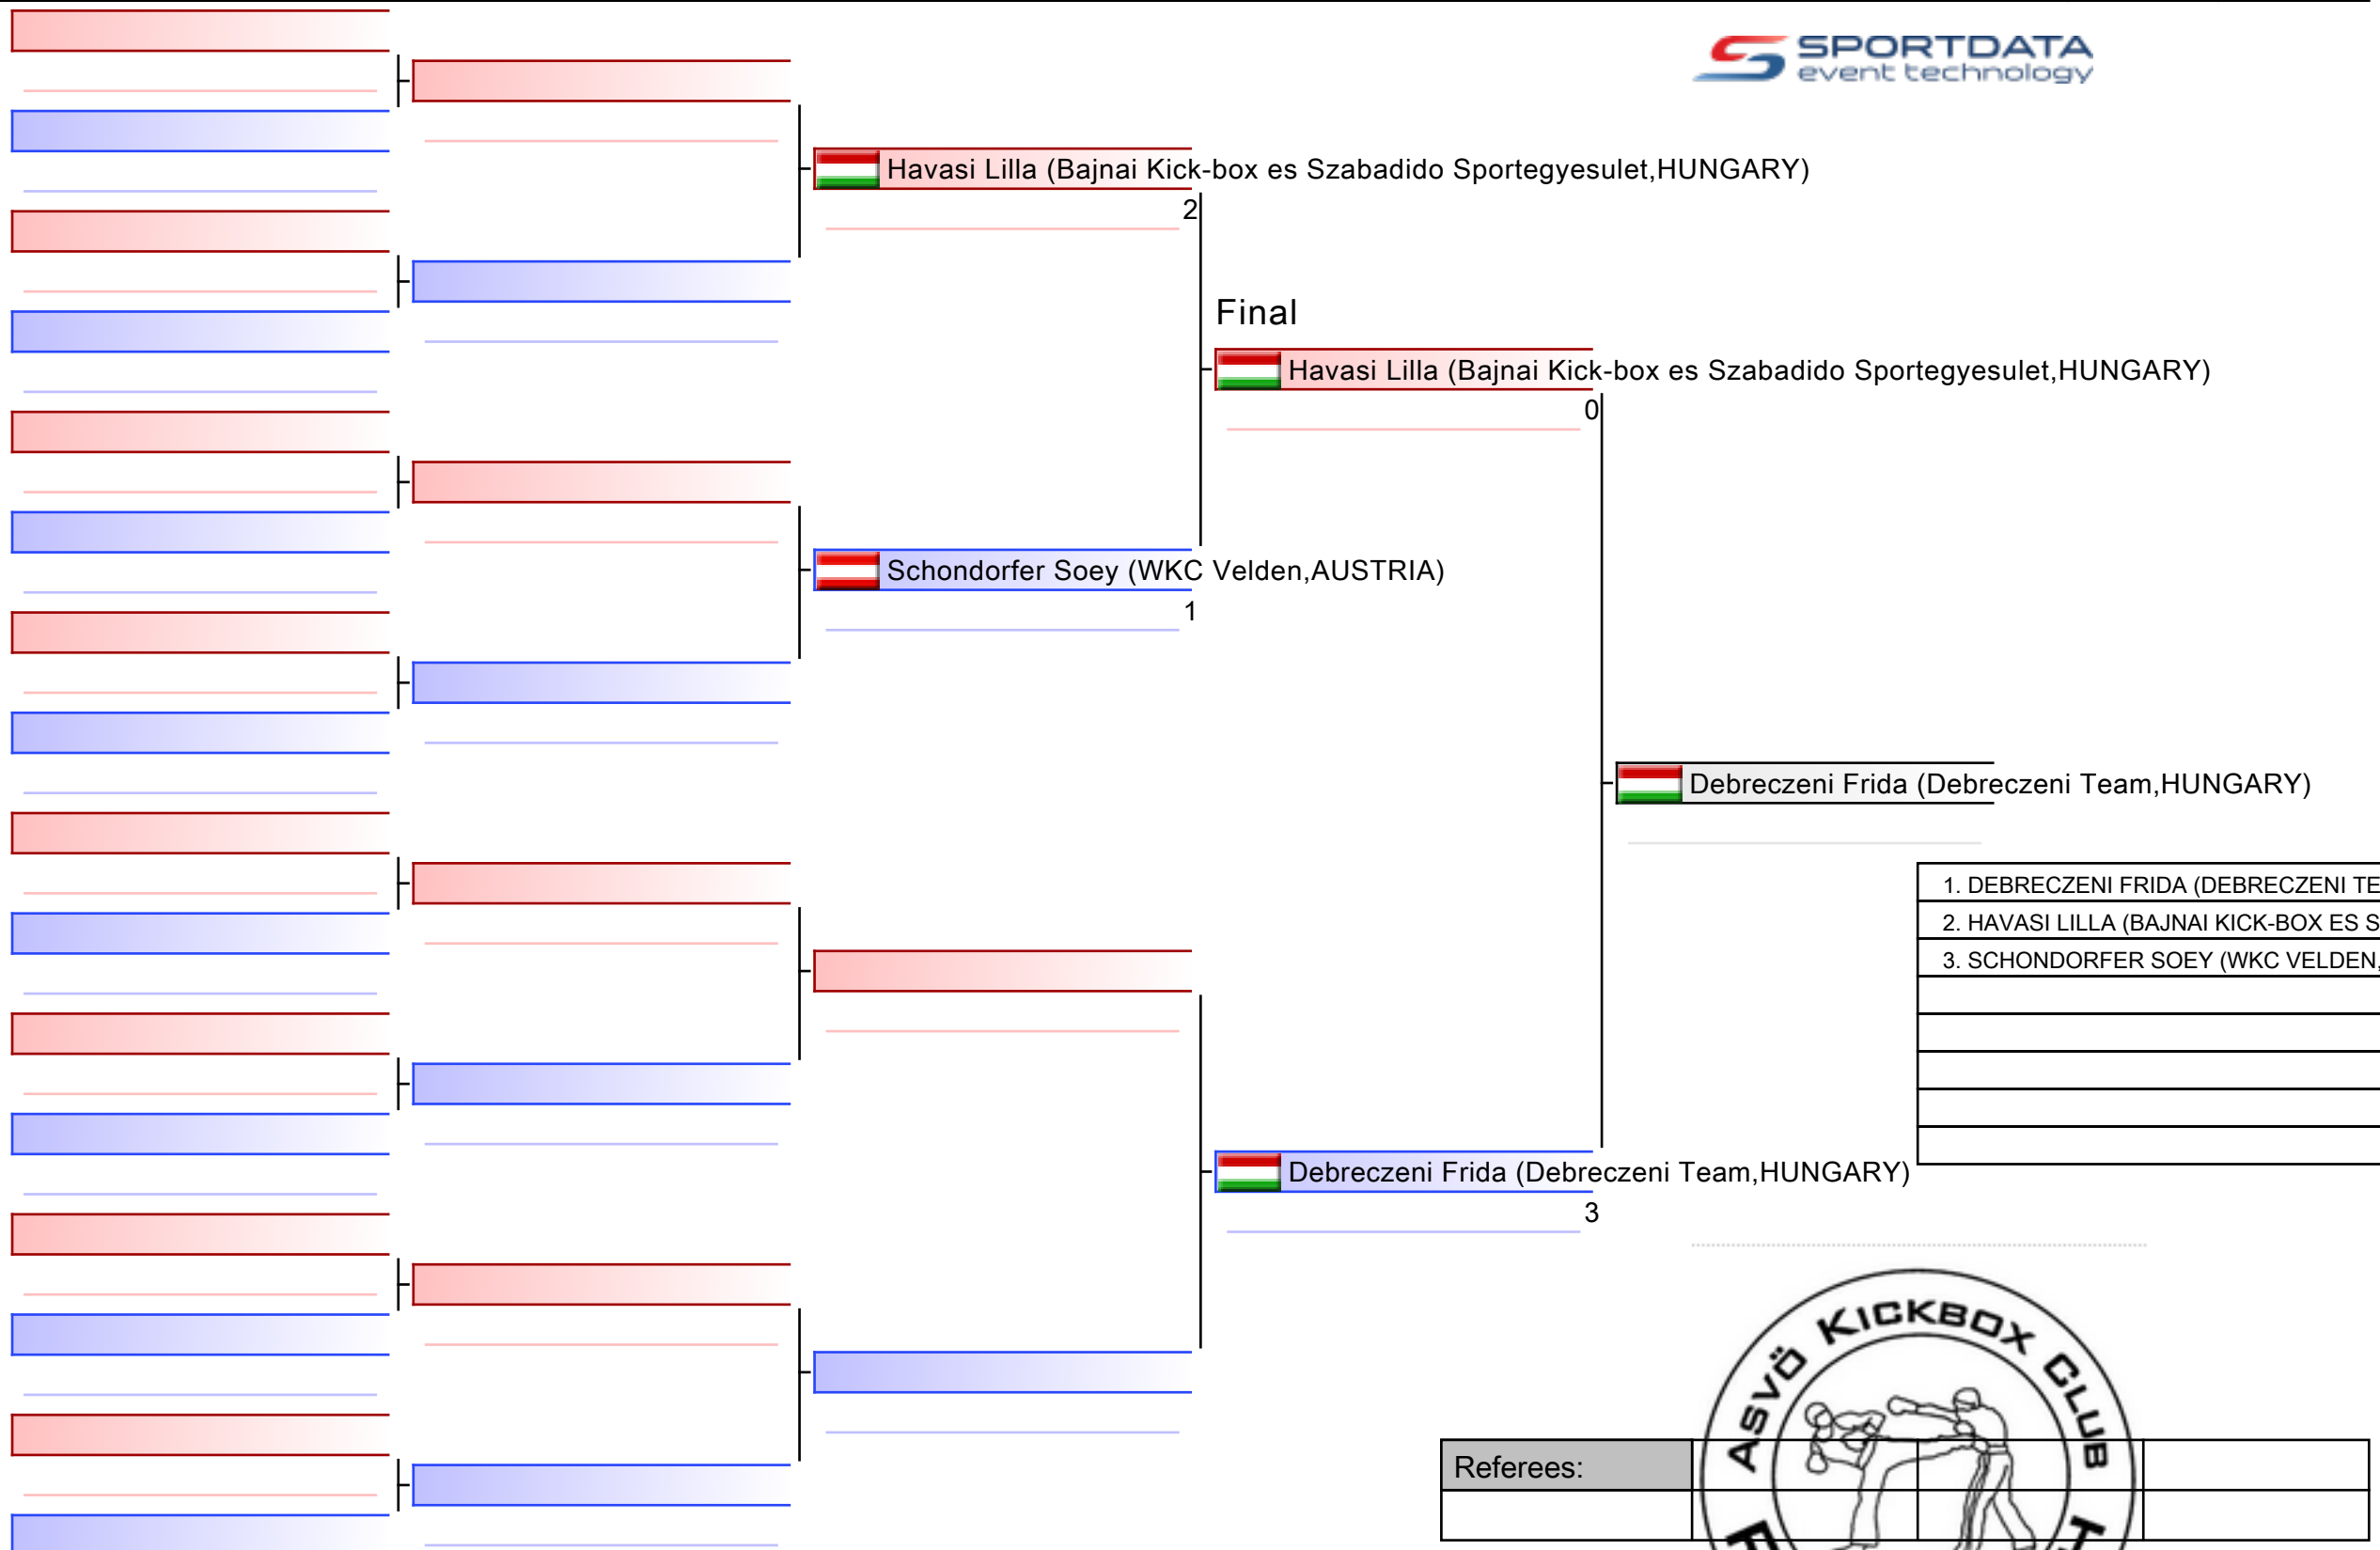 SPORTDATA
event technology
Havasi Lilla (Bajnai Kick-box es Szabadido Sportegyesulet,HUNGARY)
2
Final
Havasi Lilla (Bajnai Kick-box es Szabadido Sportegyesulet,HUNGARY)
0
Schondorfer Soey (WKC Velden,AUSTRIA)
1
Debreczeni Frida (Debreczeni Team,HUNGARY)
1. DEBRECZENI FRIDA (DEBRECZENI TE
2. HAVASI LILLA (BAJNAI KICK-BOX ES S
3. SCHONDORFER SOEY (WKC VELDEN,
Debreczeni Frida (Debreczeni Team,HUNGARY)
3
ASVÖ KICKBOX CLUB
Referees: